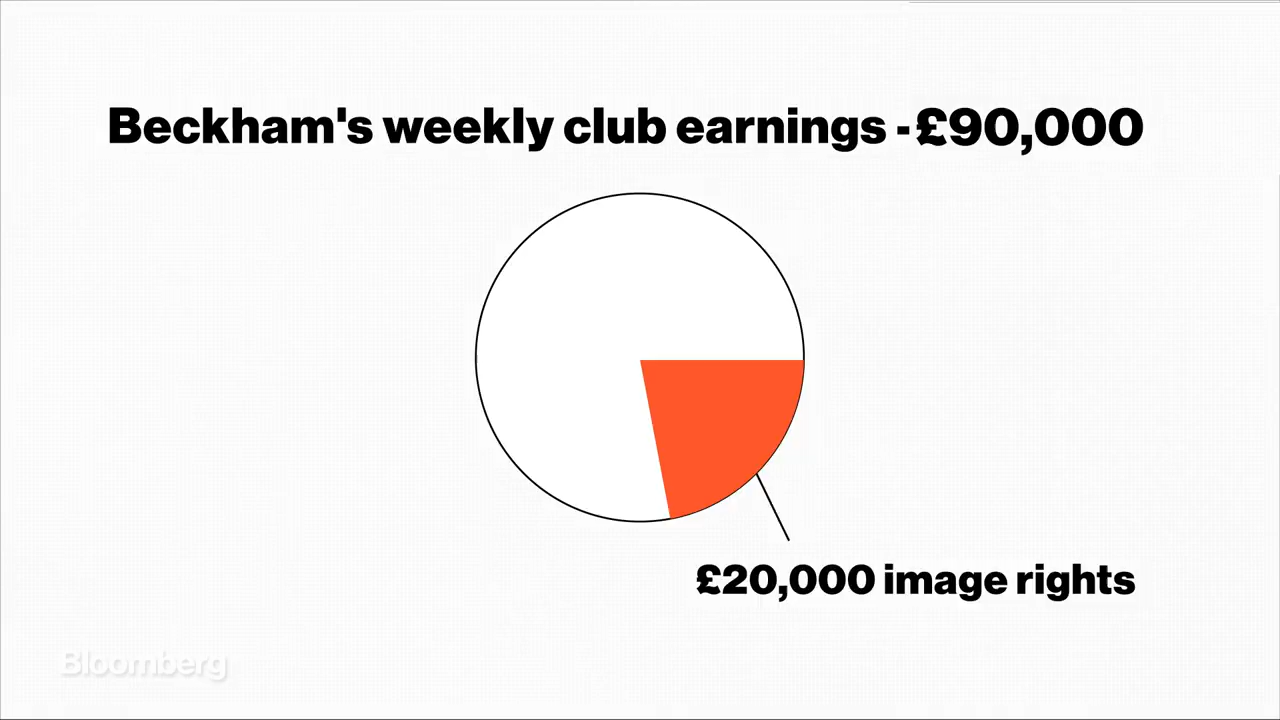 Beckham's weekly club earnings - £90,000
£20,000 image rights
Bloomberg